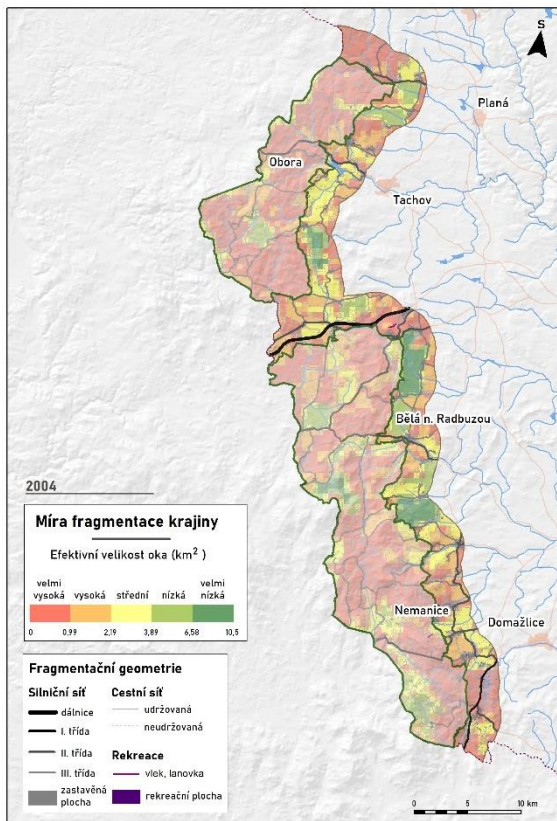 S
Planá
Obora
Tachov
Bělá n. Radbuzou
2004
Míra fragmentace krajiny
Efektivní velikost oka (km²)
velmi vysoká
vysoká
střední
nízká
velmi nízká
0
0,99
2,19
3,89
6,58
10,5
Nemanice
Domažlice
Fragmentační geometrie
Silniční síť
dálnice
I. třída
II. třída
III. třída
zastavěná
plocha
Cestní síť
udržovaná
neudržovaná
Rekreace
vlek, lanovka
rekreační plocha
0
5
10 km